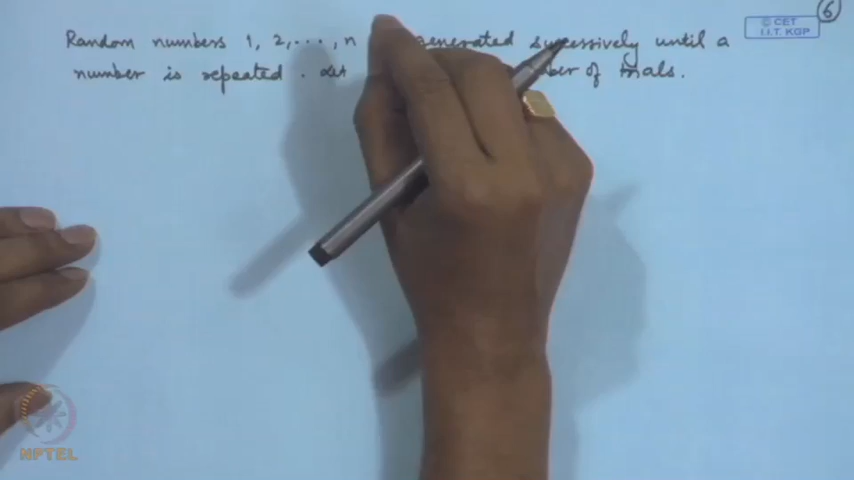 Random numbers 1, 2, ..., n generated successively until a
number is repeated. Let of trials.
© CET
I.I.T. KGP
6
NPTEL